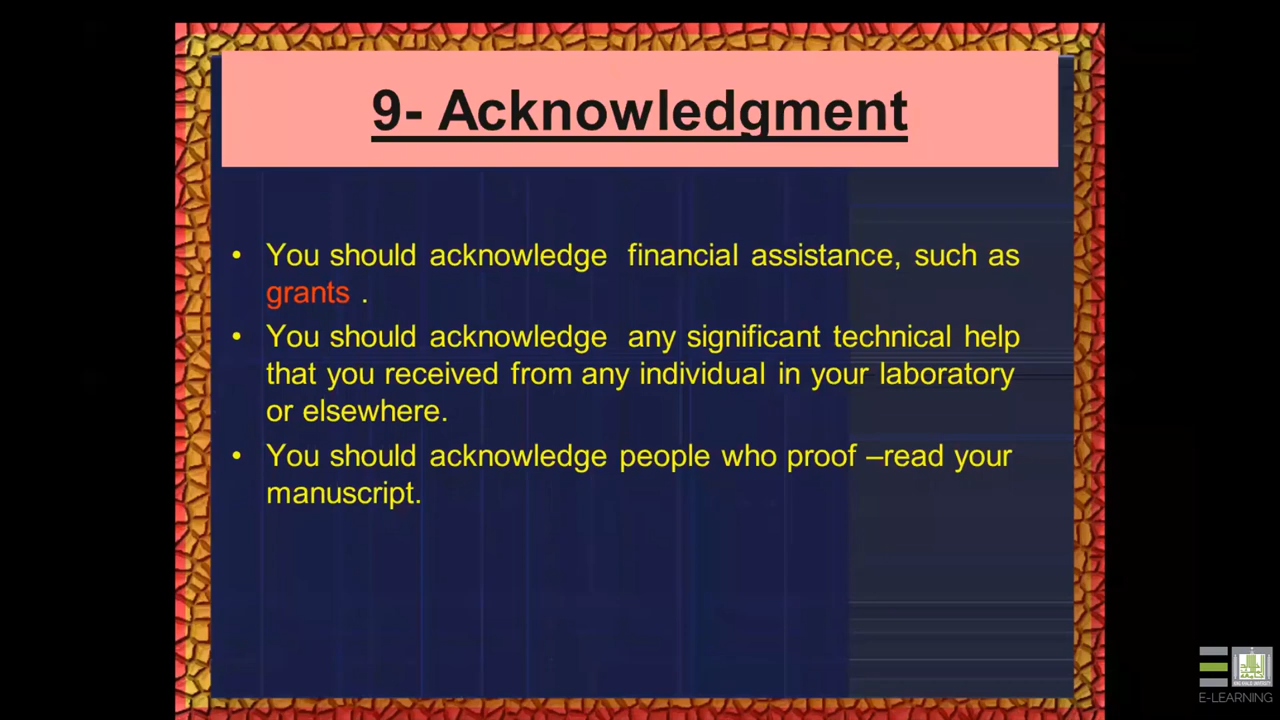 9- Acknowledgment
• You should acknowledge financial assistance, such as
grants .
• You should acknowledge any significant technical help
that you received from any individual in your laboratory
or elsewhere.
• You should acknowledge people who proof –read your
manuscript.
E-LEARNING